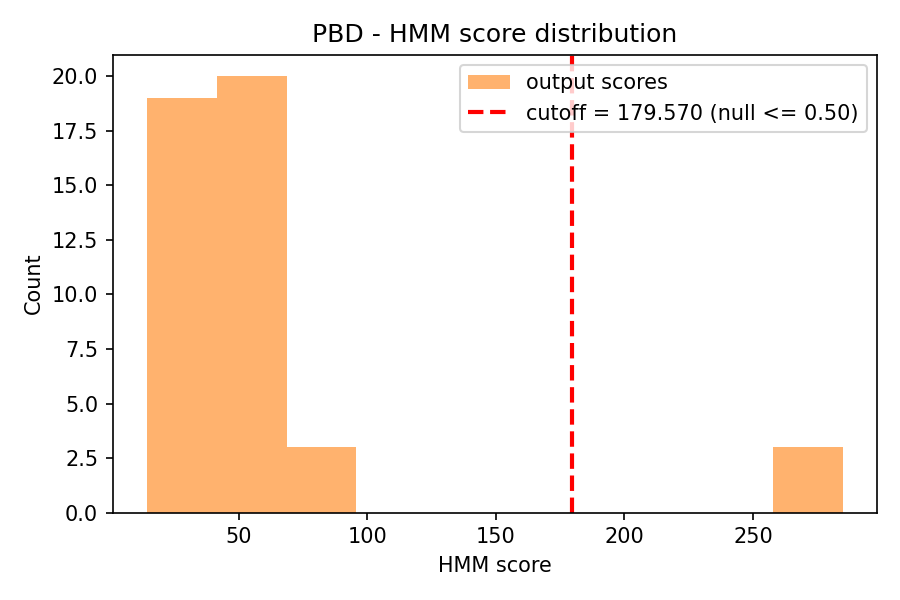 PBD - HMM score distribution
output scores
cutoff = 179.570 (null <= 0.50)
20.0
17.5
15.0
12.5
10.0
7.5
5.0
2.5
0.0
Count
50
100
150
200
250
HMM score